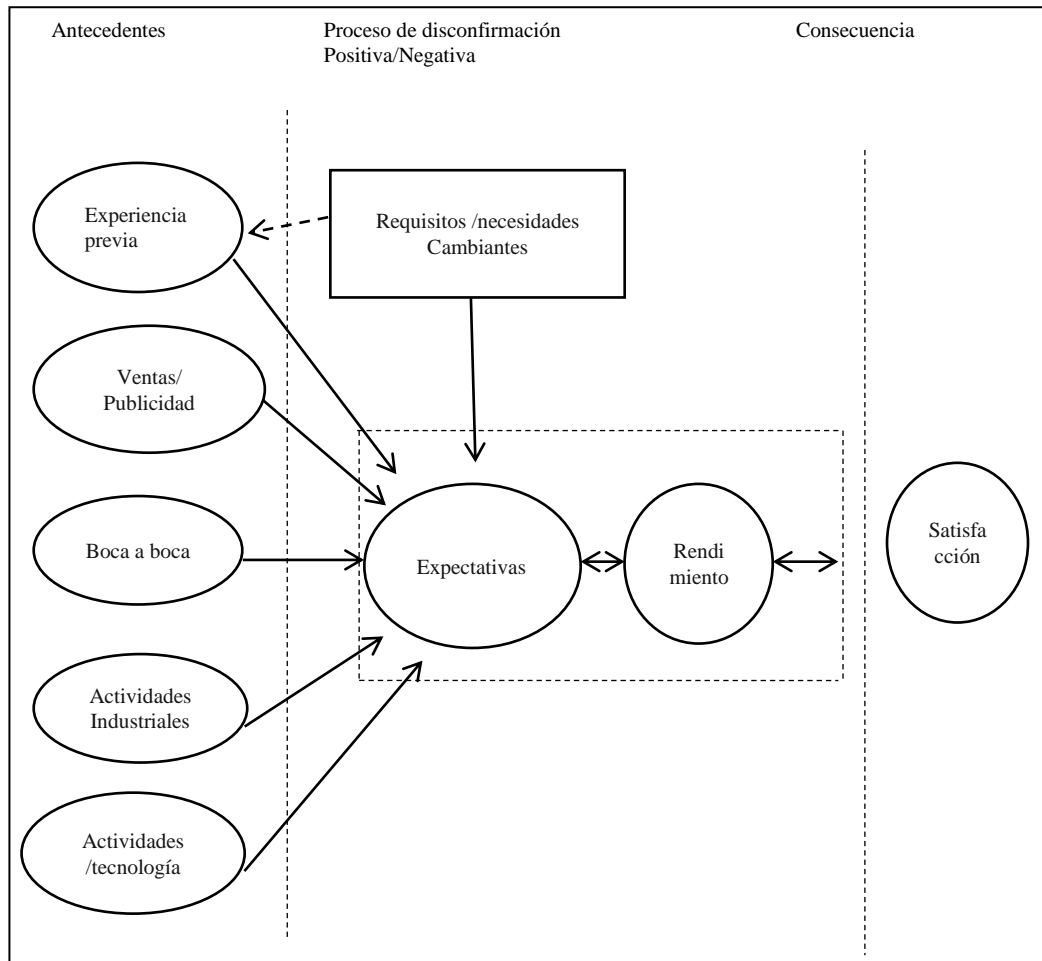 Antecedentes
Proceso de disconfirmación
Positiva/Negativa
Consecuencia
Experiencia
previa
Requisitos /necesidades
Cambiantes
Ventas/
Publicidad
Boca a boca
Expectativas
Rendi
miento
Satisfa
cción
Actividades
Industriales
Actividades
/tecnología